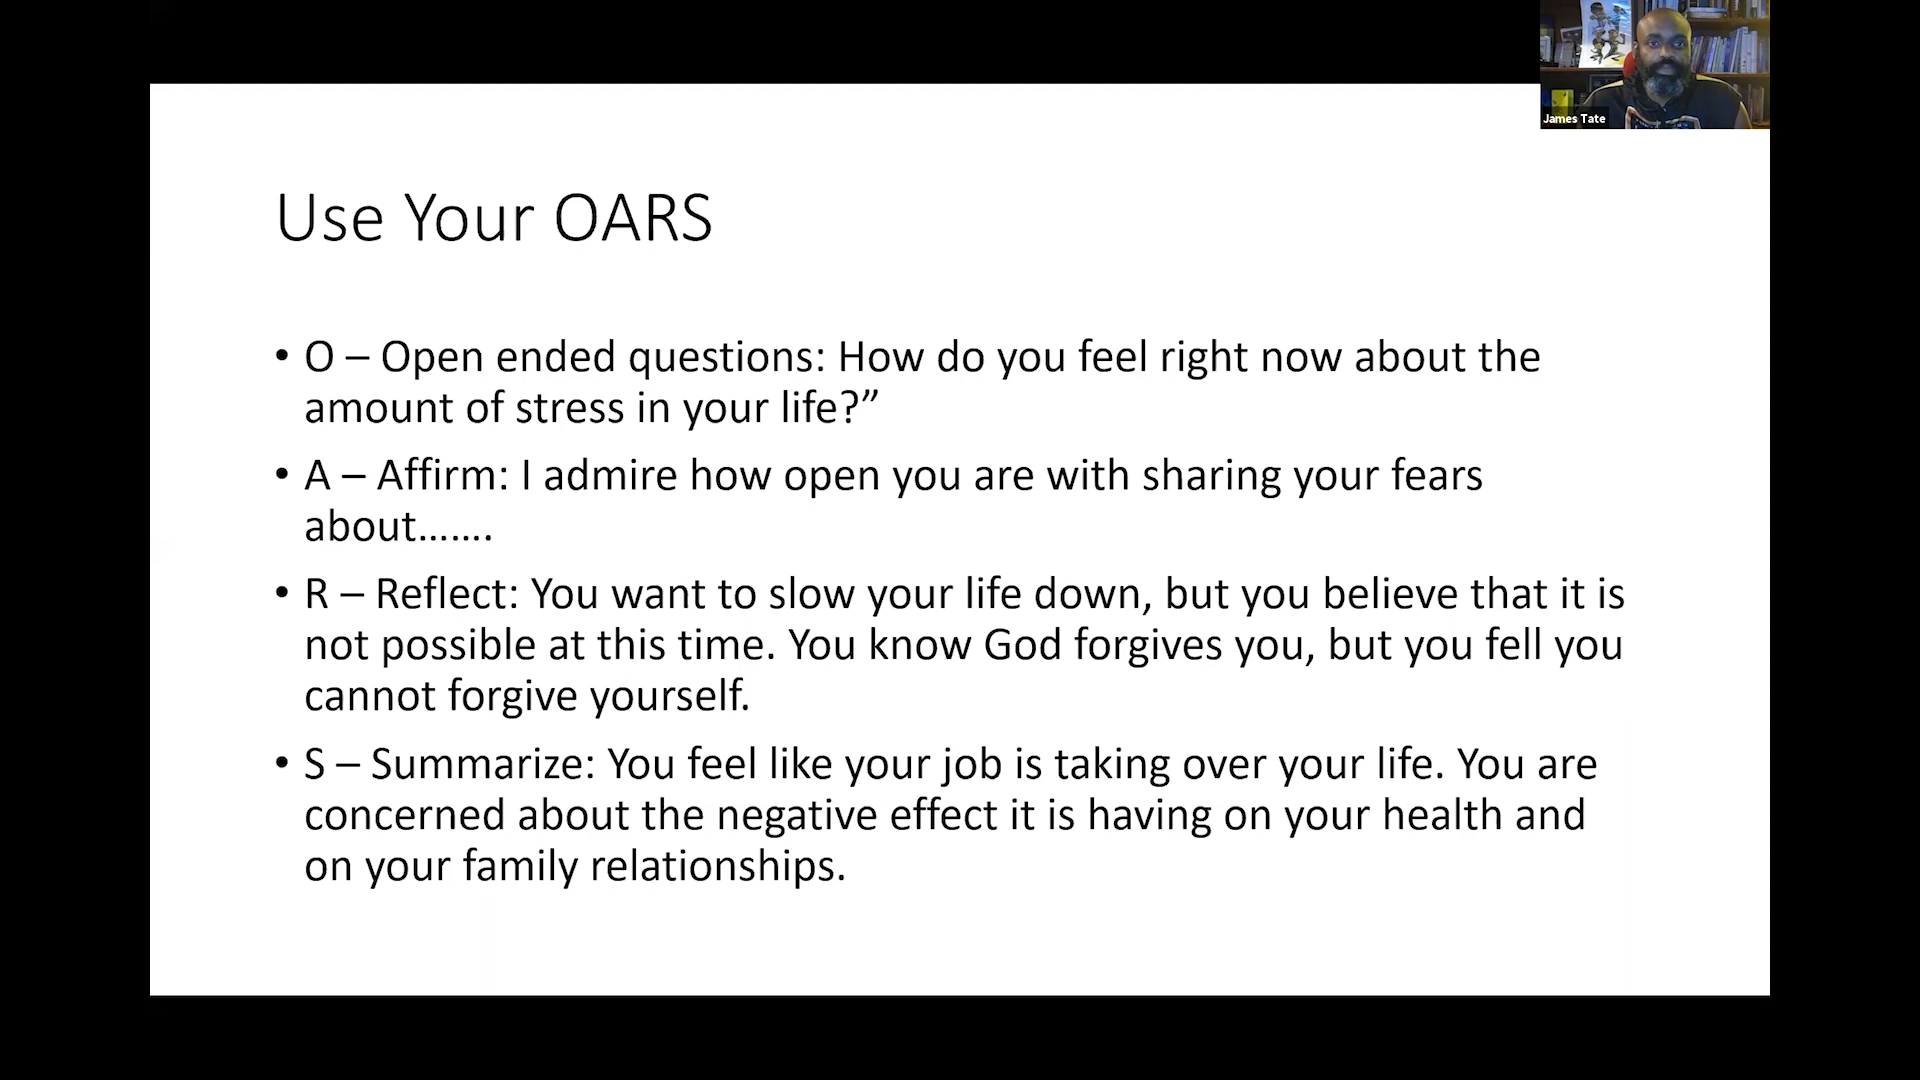 James Tate
Use Your OARS
• O – Open ended questions: How do you feel right now about the
amount of stress in your life?”
• A – Affirm: I admire how open you are with sharing your fears
about…….
• R – Reflect: You want to slow your life down, but you believe that it is
not possible at this time. You know God forgives you, but you fell you
cannot forgive yourself.
• S – Summarize: You feel like your job is taking over your life. You are
concerned about the negative effect it is having on your health and
on your family relationships.